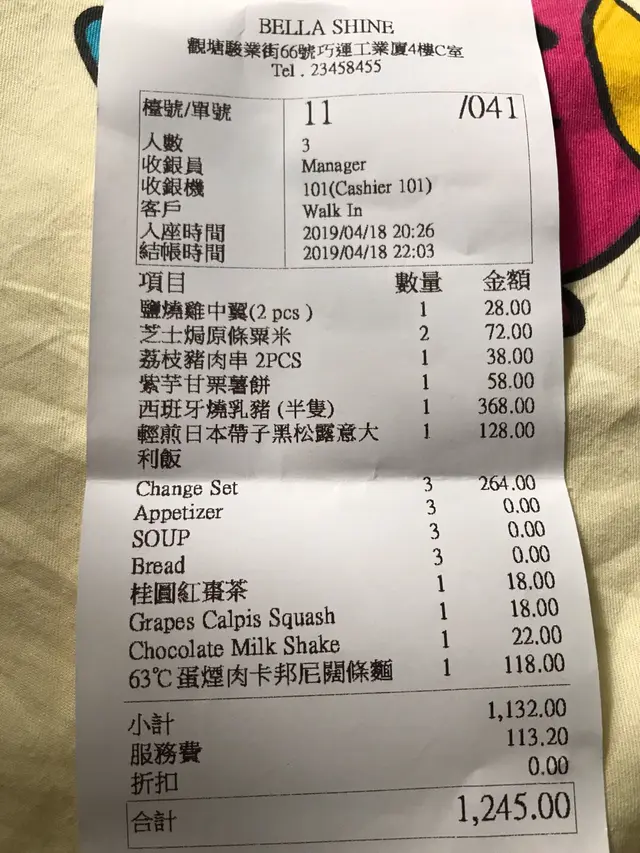 BELLA SHINE
觀塘駿業街66號巧運工業廈4樓C室
Tel . 23458455
檯號/單號 11 /041
人數 3
收銀員 Manager
收銀機 101(Cashier 101)
客戶 Walk In
入座時間 2019/04/18 20:26
結帳時間 2019/04/18 22:03
項目 數量 金額
鹽燒雞中翼(2 pcs ) 1 28.00
芝士焗原條粟米 2 72.00
荔枝豬肉串 2PCS 1 38.00
紫芋甘栗薯餅 1 58.00
西班牙燒乳豬 (半隻) 1 368.00
輕煎日本帶子黑松露意大 1 128.00
利飯
Change Set 3 264.00
Appetizer 3 0.00
SOUP 3 0.00
Bread 3 0.00
桂圓紅棗茶 1 18.00
Grapes Calpis Squash 1 18.00
Chocolate Milk Shake 1 22.00
63℃蛋煙肉卡邦尼闊條麵 1 118.00
小計 1,132.00
服務費 113.20
折扣 0.00
合計 1,245.00